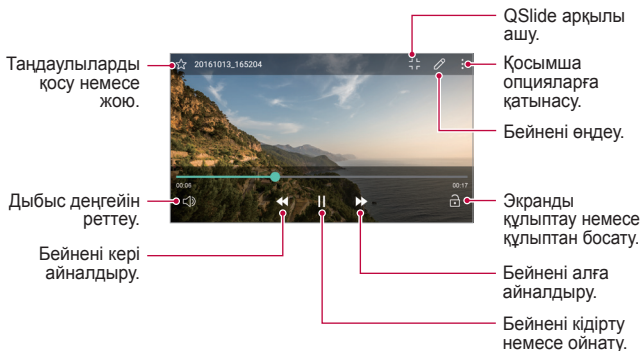 QSlide арқылы
ашу.
Таңдаулыларды
қосу немесе
жою.
20161013_165204
Қосымша
опцияларға
қатынасу.
Бейнені өңдеу.
00:06
00:17
Дыбыс деңгейін
реттеу.
Экранды
құлыптау немесе
құлыптан босату.
Бейнені кері
айналдыру.
Бейнені алға
айналдыру.
Бейнені кідірту
немесе ойнату.